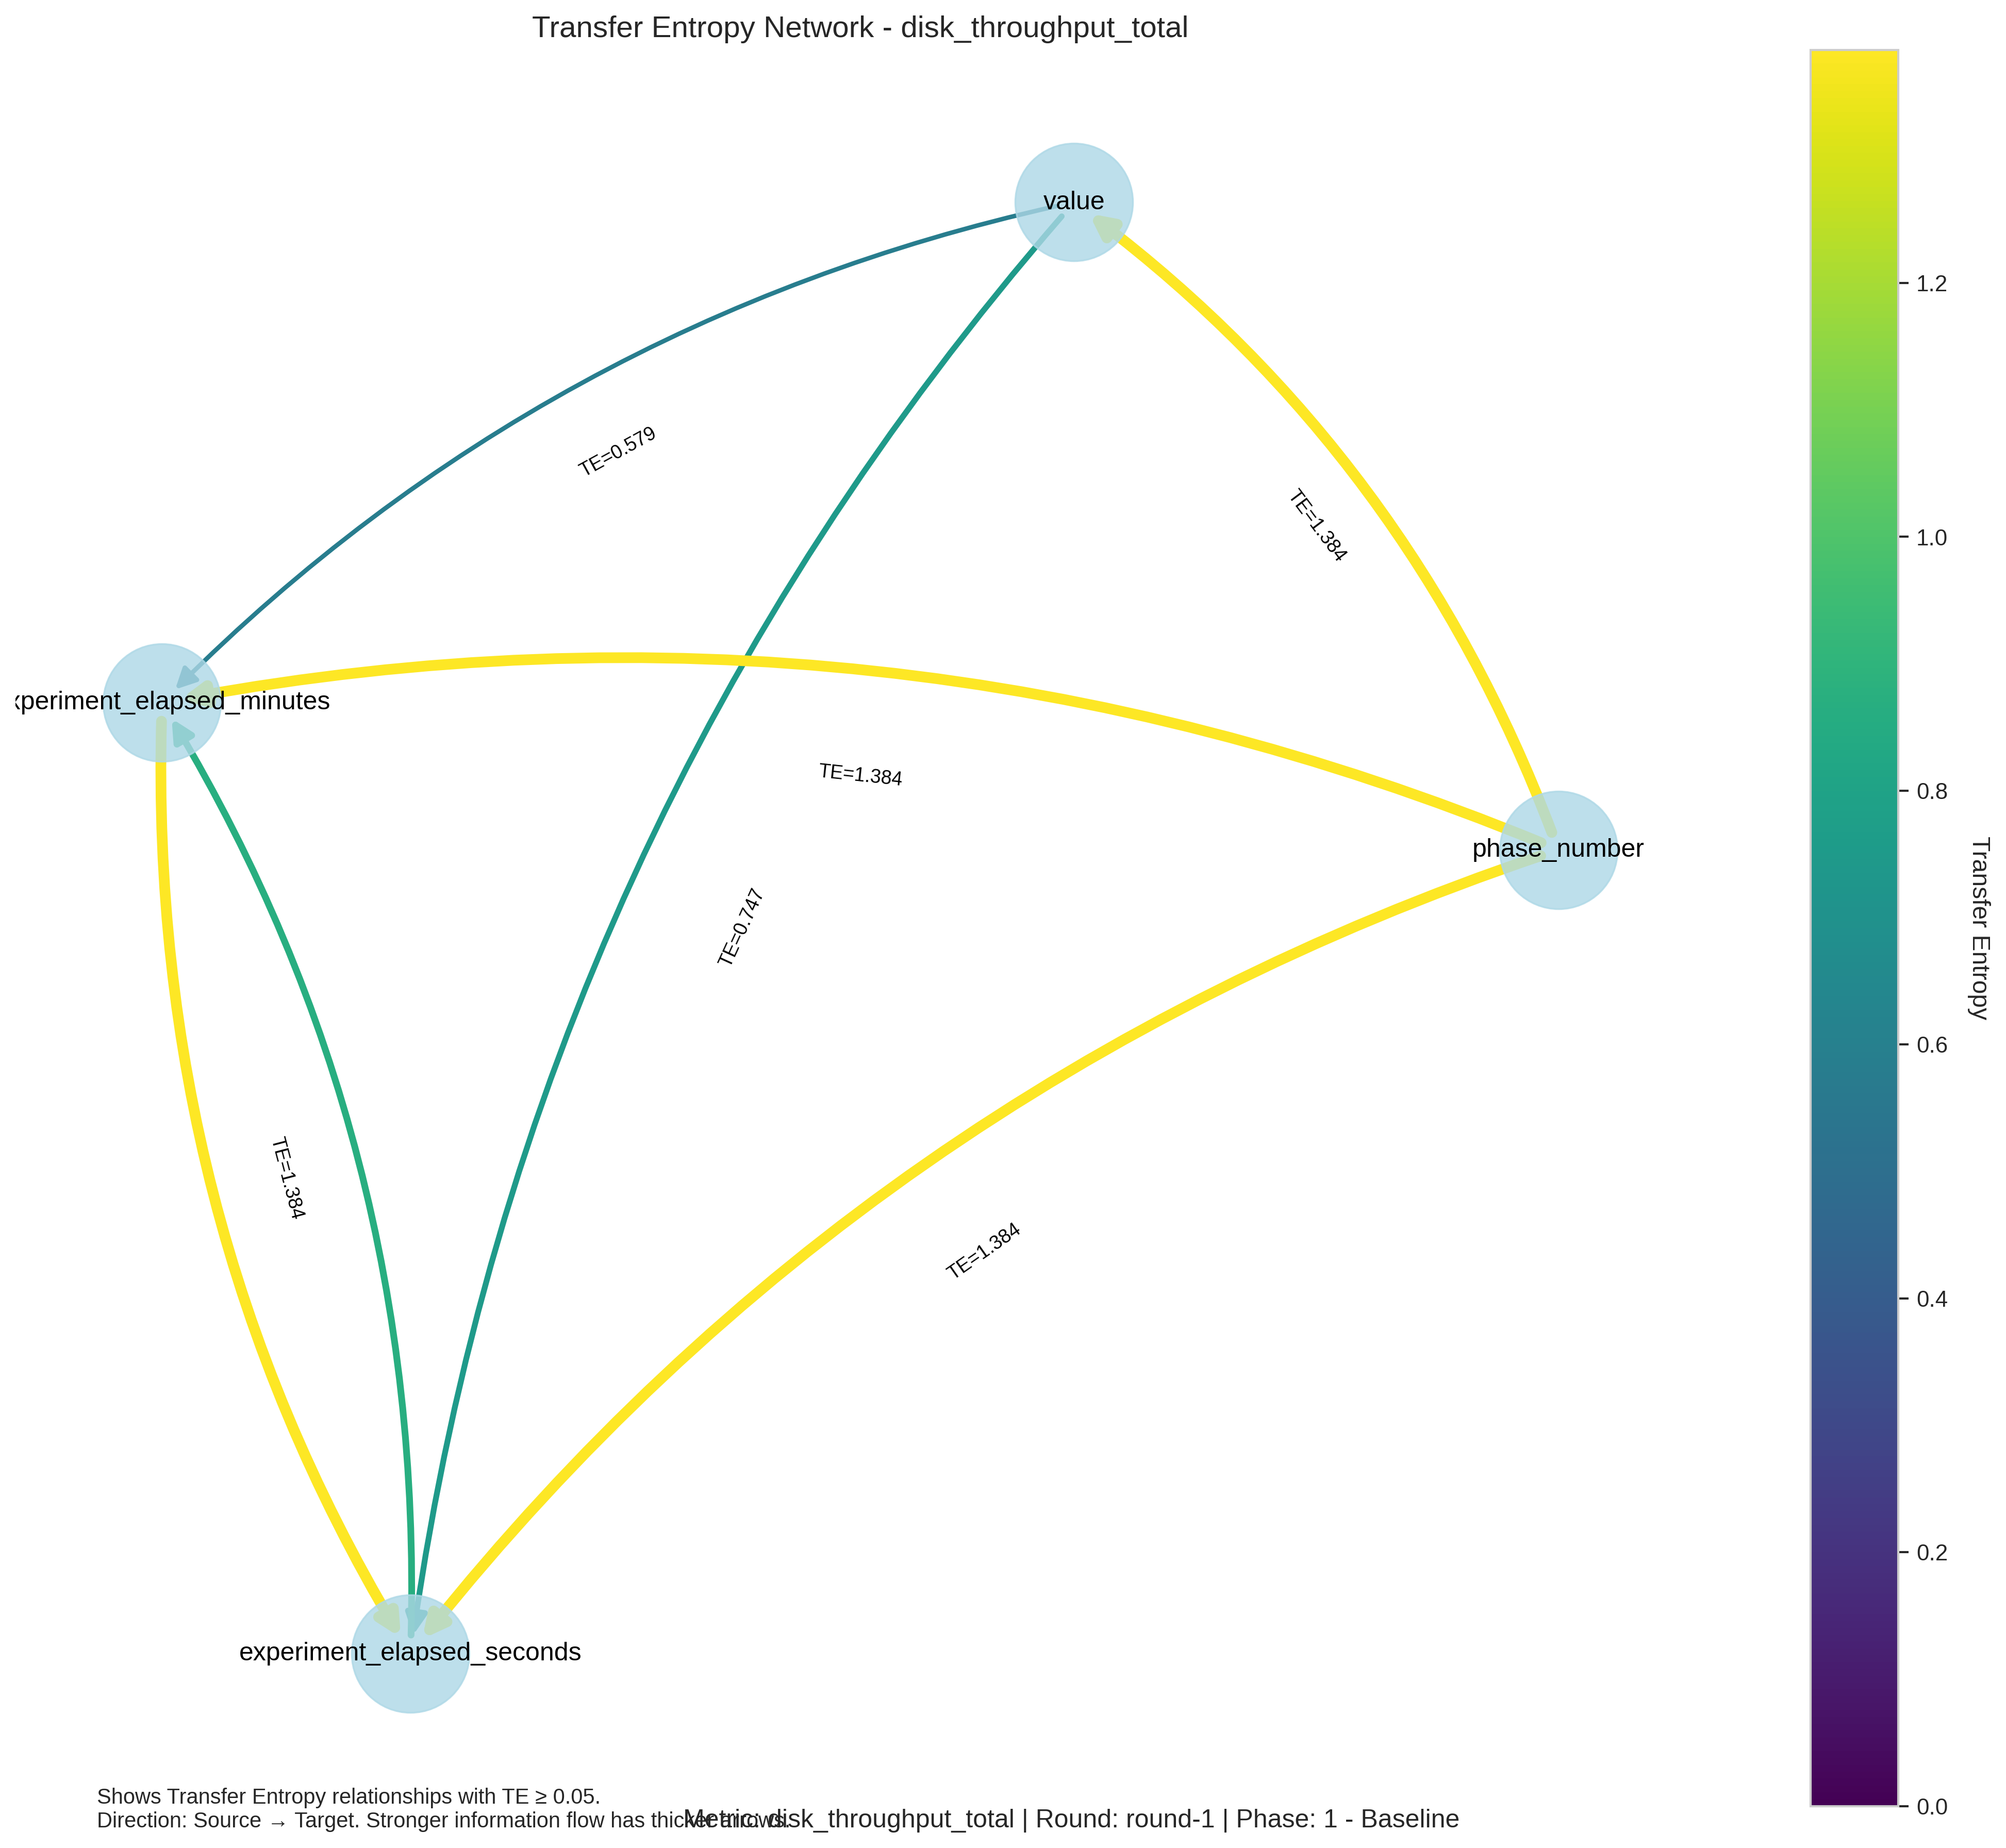 Transfer Entropy Network - disk_throughput_total
value
TE=0.579
TE=1.384
xperiment_elapsed_minutes
TE=1.384
phase_number
TE=0.747
TE=1.384
TE=1.384
experiment_elapsed_seconds
1.2
1.0
0.8
0.6
0.4
0.2
0.0
Transfer Entropy
Shows Transfer Entropy relationships with TE ≥ 0.05.
Direction: Source → Target. Stronger information flow has thicker arrows.
Metric: disk_throughput_total | Round: round-1 | Phase: 1 - Baseline